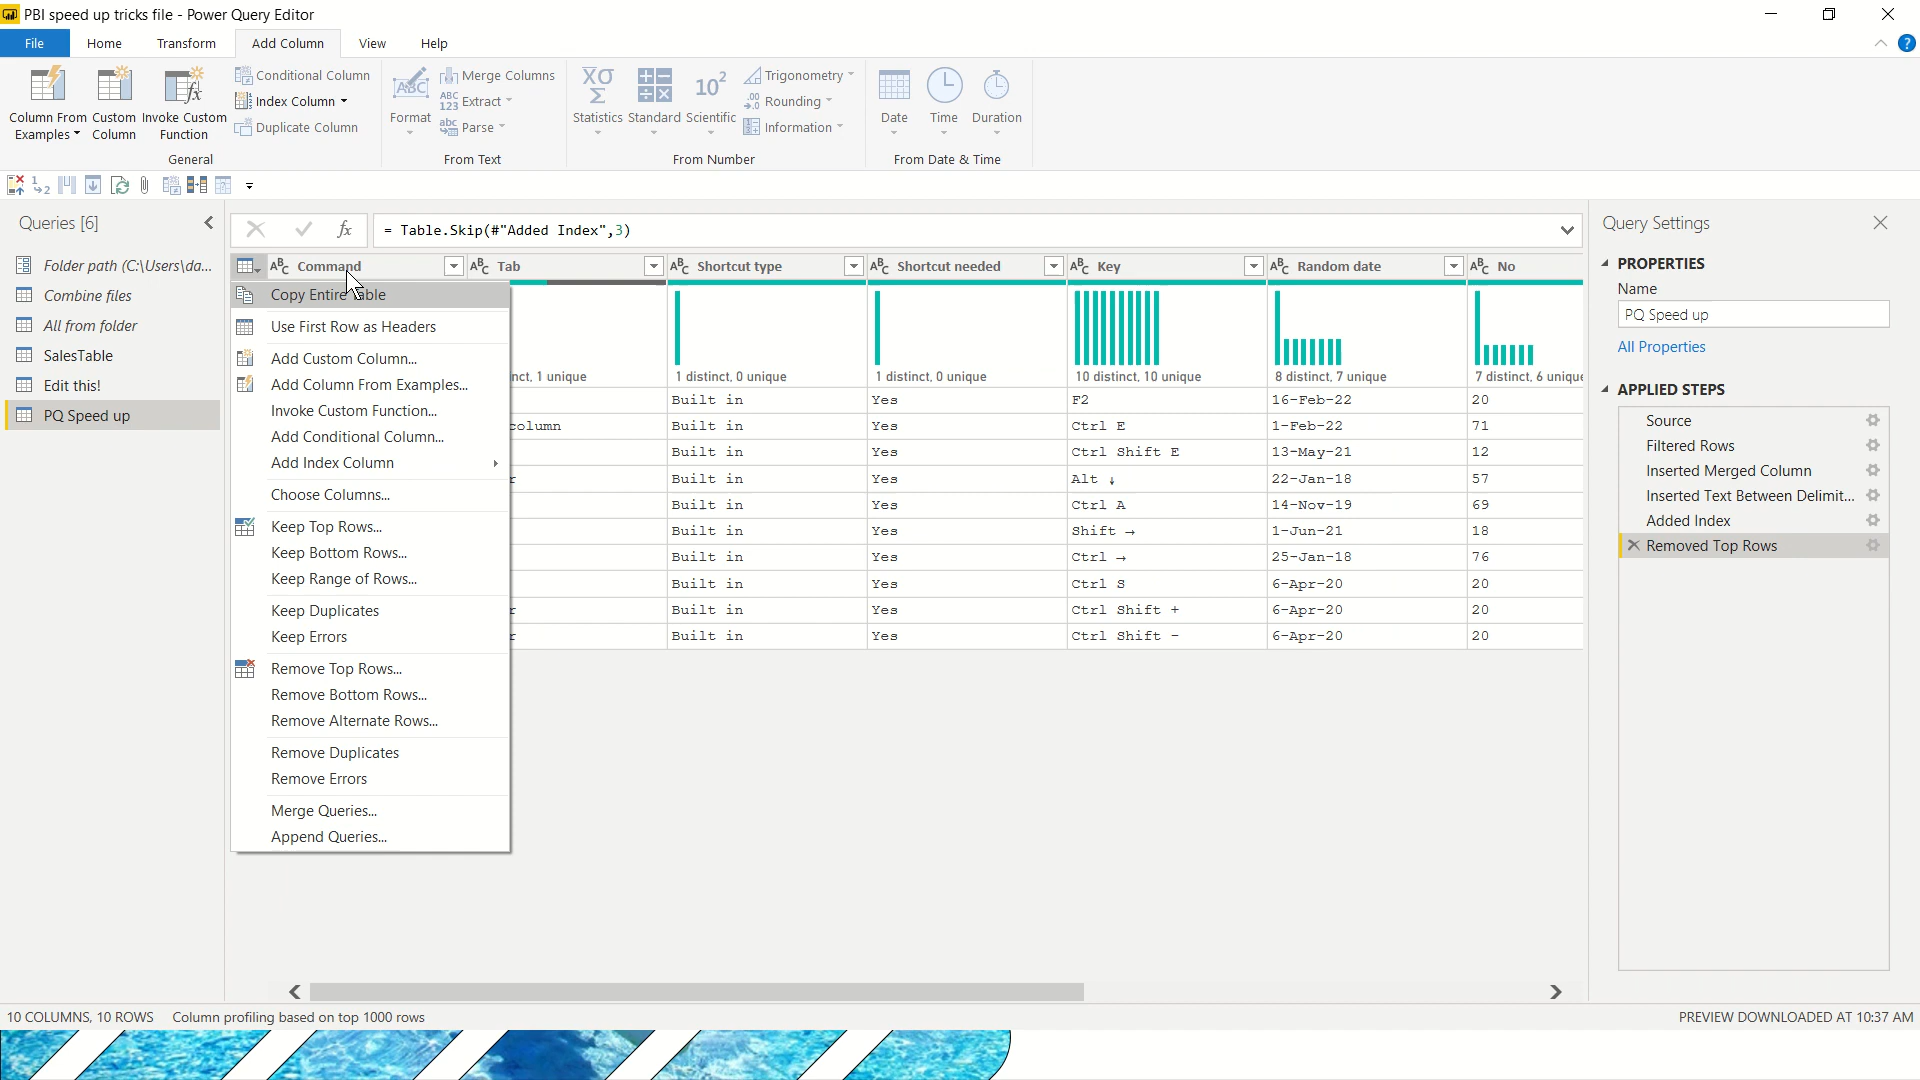 PBI speed up tricks file - Power Query Editor
File Home Transform Add Column View Help
Column From Examples
Custom Column
Invoke Custom Function
Conditional Column
Index Column
Duplicate Column
General
Format
Merge Columns
Extract
Parse
From Text
Statistics
Standard
Scientific
Trigonometry
Rounding
Information
From Number
Date
Time
Duration
From Date & Time
Queries [6]
Folder path (C:\Users\da...
Combine files
All from folder
SalesTable
Edit this!
PQ Speed up
fx = Table.Skip(#"Added Index",3)
Command Tab Shortcut type Shortcut needed Key Random date No
nct, 1 unique 1 distinct, 0 unique 1 distinct, 0 unique 10 distinct, 10 unique 8 distinct, 7 unique 7 distinct, 6 unique
Built in Yes F2 16-Feb-22 20
column Built in Yes Ctrl E 1-Feb-22 71
Built in Yes Ctrl Shift E 13-May-21 12
r Built in Yes Alt ↓ 22-Jan-18 57
Built in Yes Ctrl A 14-Nov-19 69
Built in Yes Shift → 1-Jun-21 18
Built in Yes Ctrl → 25-Jan-18 76
Built in Yes Ctrl S 6-Apr-20 20
r Built in Yes Ctrl Shift + 6-Apr-20 20
r Built in Yes Ctrl Shift - 6-Apr-20 20
Copy Entire Table
Use First Row as Headers
Add Custom Column...
Add Column From Examples...
Invoke Custom Function...
Add Conditional Column...
Add Index Column
Choose Columns...
Keep Top Rows...
Keep Bottom Rows...
Keep Range of Rows...
Keep Duplicates
Keep Errors
Remove Top Rows...
Remove Bottom Rows...
Remove Alternate Rows...
Remove Duplicates
Remove Errors
Merge Queries...
Append Queries...
Query Settings
PROPERTIES
Name
PQ Speed up
All Properties
APPLIED STEPS
Source
Filtered Rows
Inserted Merged Column
Inserted Text Between Delimit...
Added Index
Removed Top Rows
10 COLUMNS, 10 ROWS Column profiling based on top 1000 rows PREVIEW DOWNLOADED AT 10:37 AM